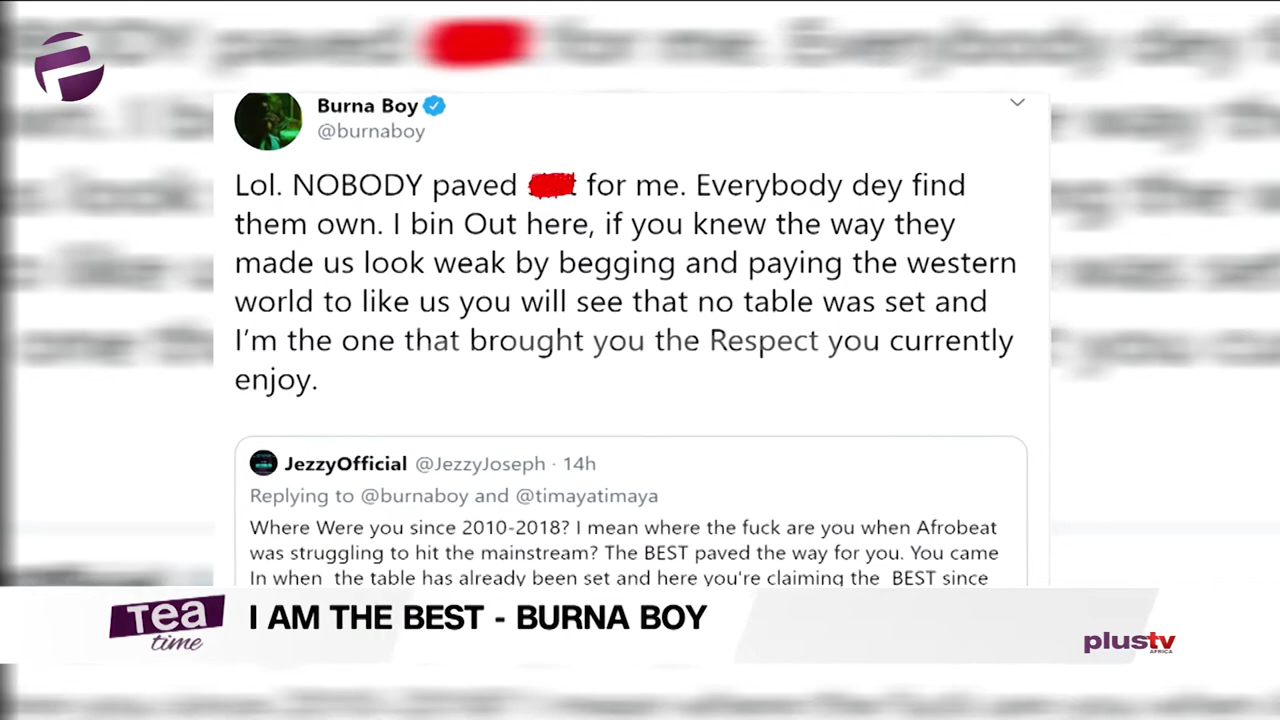 Burna Boy
@burnaboy
Lol. NOBODY paved for me. Everybody dey find
them own. I bin Out here, if you knew the way they
made us look weak by begging and paying the western
world to like us you will see that no table was set and
I'm the one that brought you the Respect you currently
enjoy.
JezzyOfficial @JezzyJoseph · 14h
Replying to @burnaboy and @timayatimaya
Where Were you since 2010-2018? I mean where the fuck are you when Afrobeat
was struggling to hit the mainstream? The BEST paved the way for you. You came
In when the table has already been set and here you're claiming the BEST since
Tea
time
I AM THE BEST - BURNA BOY
plustv
AFRICA